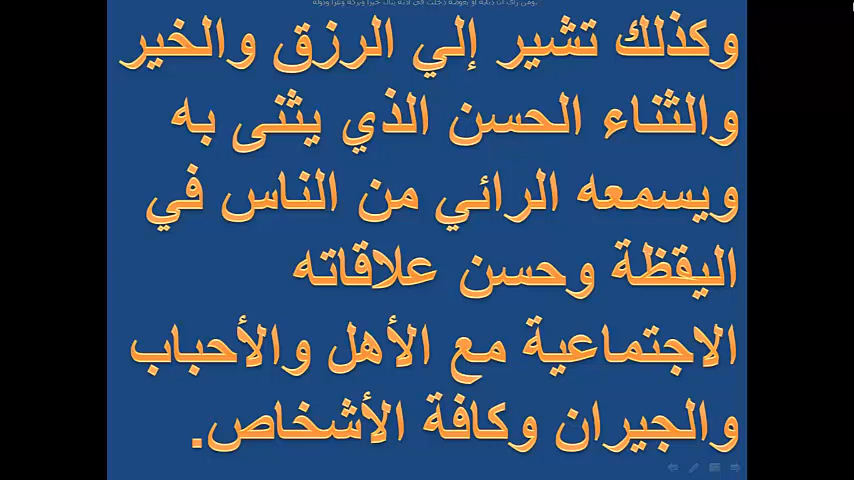 وكذلك تشير إلي الرزق والخير
والثناء الحسن الذي يثنى به
ويسمعه الرائي من الناس في
اليقظة وحسن علاقاته
الاجتماعية مع الأهل والأحباب
والجيران وكافة الأشخاص.